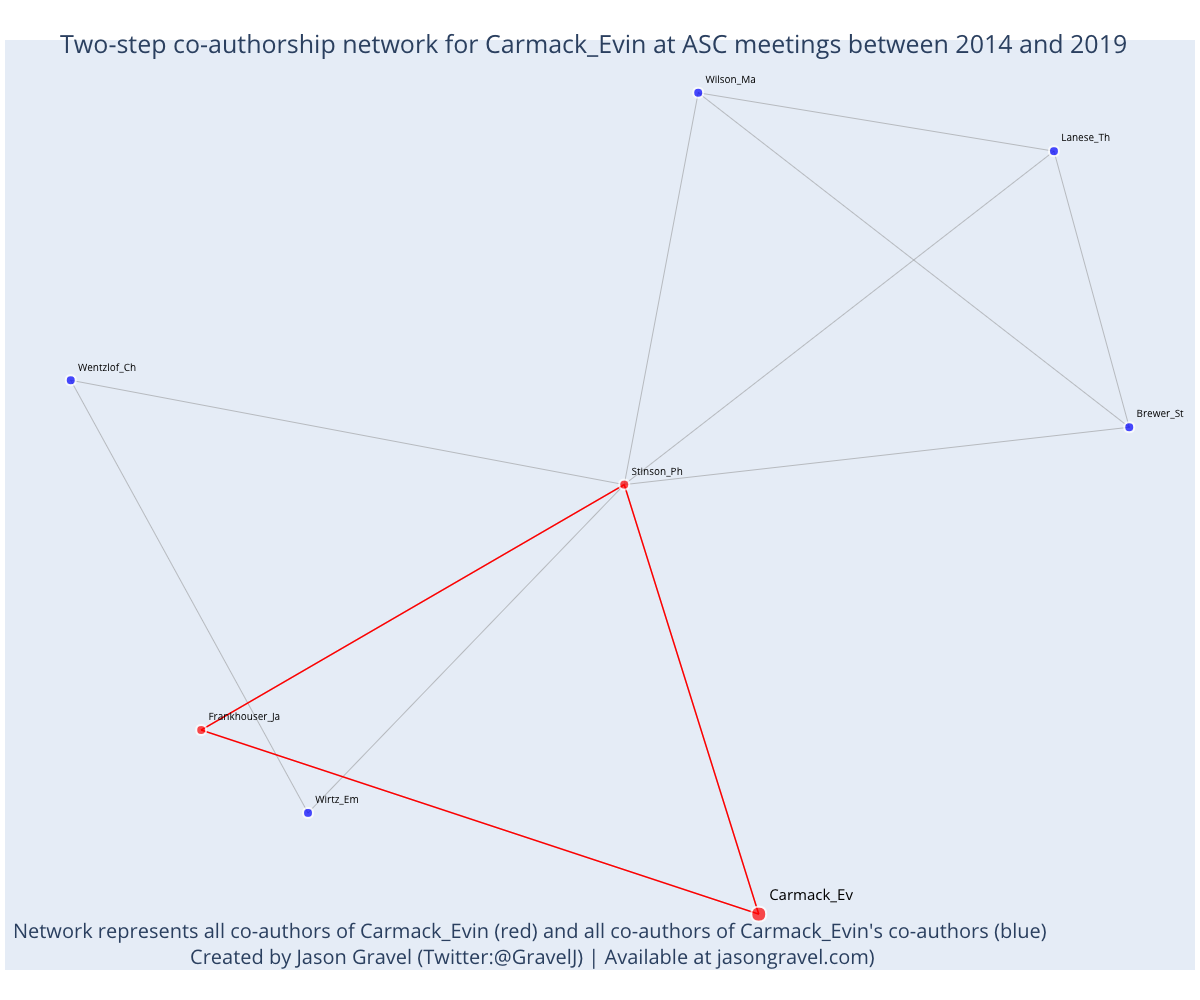 Two-step co-authorship network for Carmack_Evin at ASC meetings between 2014 and 2019
Wilson_Ma
Lanese_Th
Wentzlof_Ch
Brewer_St
Stinson_Ph
Frankhouser_Ja
Wirtz_Em
Carmack_Ev
Network represents all co-authors of Carmack_Evin (red) and all co-authors of Carmack_Evin's co-authors (blue)
Created by Jason Gravel (Twitter:@GravelJ) | Available at jasongravel.com)